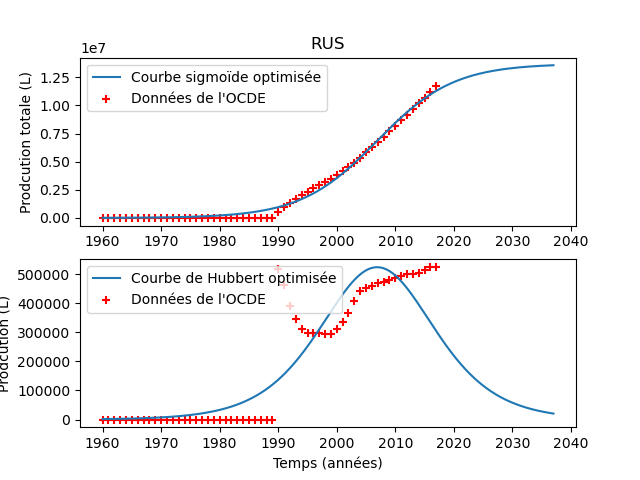 RUS
1e7
Courbe sigmoïde optimisée
Données de l'OCDE
Prodcution totale (L)
1.25
1.00
0.75
0.50
0.25
0.00
1960 1970 1980 1990 2000 2010 2020 2030 2040
Courbe de Hubbert optimisée
Données de l'OCDE
Prodcution (L)
500000
400000
300000
200000
100000
0
1960 1970 1980 1990 2000 2010 2020 2030 2040
Temps (années)